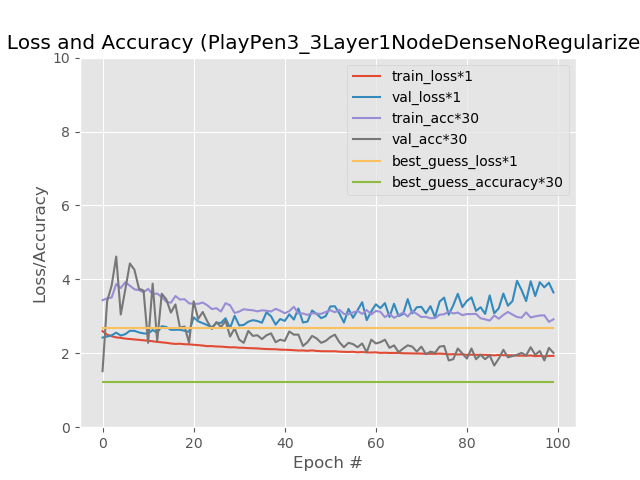 Loss and Accuracy (PlayPen3_3Layer1NodeDenseNoRegularize
10
8
6
4
2
0
Loss/Accuracy
train_loss*1
val_loss*1
train_acc*30
val_acc*30
best_guess_loss*1
best_guess_accuracy*30
0 20 40 60 80 100
Epoch #